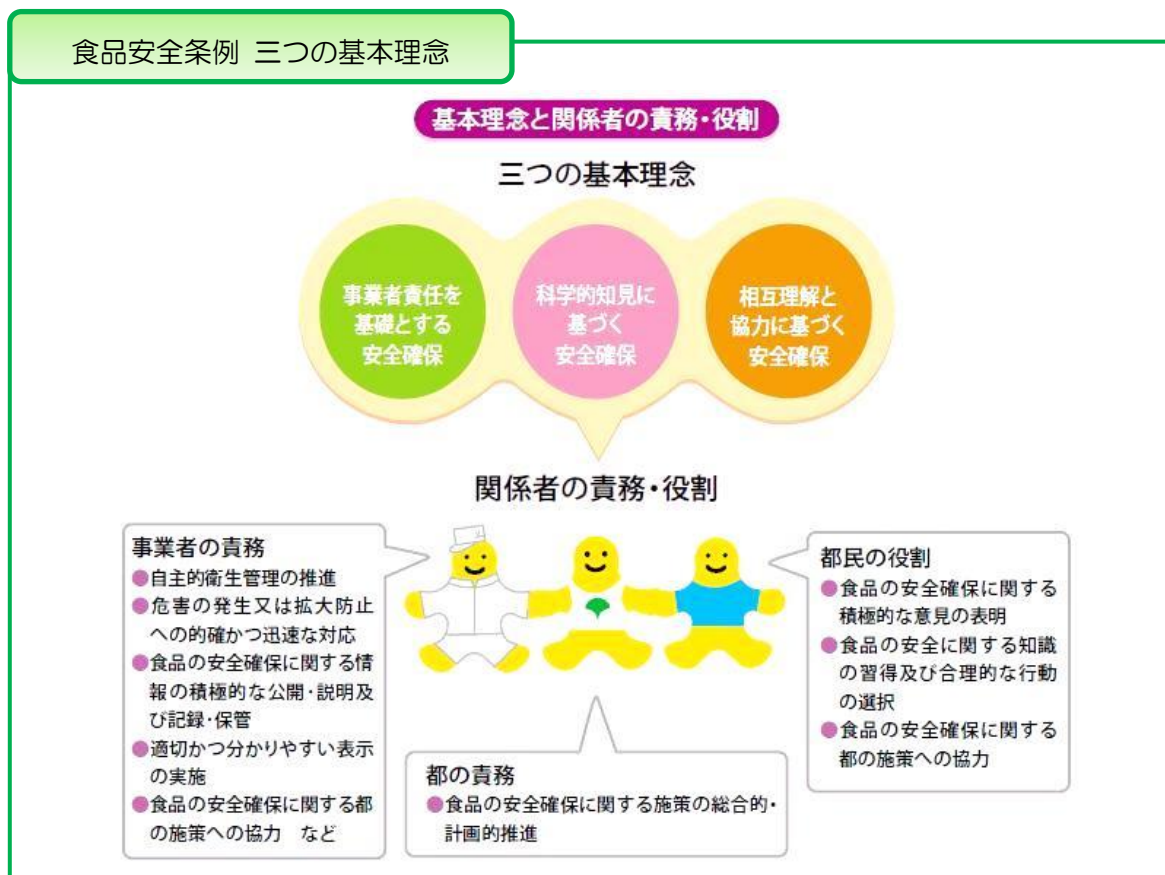 食品安全条例 三つの基本理念
基本理念と関係者の責務・役割
三つの基本理念
事業者責任を
基礎とする
安全確保
科学的知見に
基づく
安全確保
相互理解と
協力に基づく
安全確保
関係者の責務・役割
事業者の責務
●自主的衛生管理の推進
●危害の発生又は拡大防止
への的確かつ迅速な対応
●食品の安全確保に関する情
報の積極的な公開・説明及
び記録・保管
●適切かつ分かりやすい表示
の実施
●食品の安全確保に関する都
の施策への協力 など
都の責務
●食品の安全確保に関する施策の総合的・
計画的推進
都民の役割
●食品の安全確保に関する
積極的な意見の表明
●食品の安全に関する知識
の習得及び合理的な行動
の選択
●食品の安全確保に関する
都の施策への協力